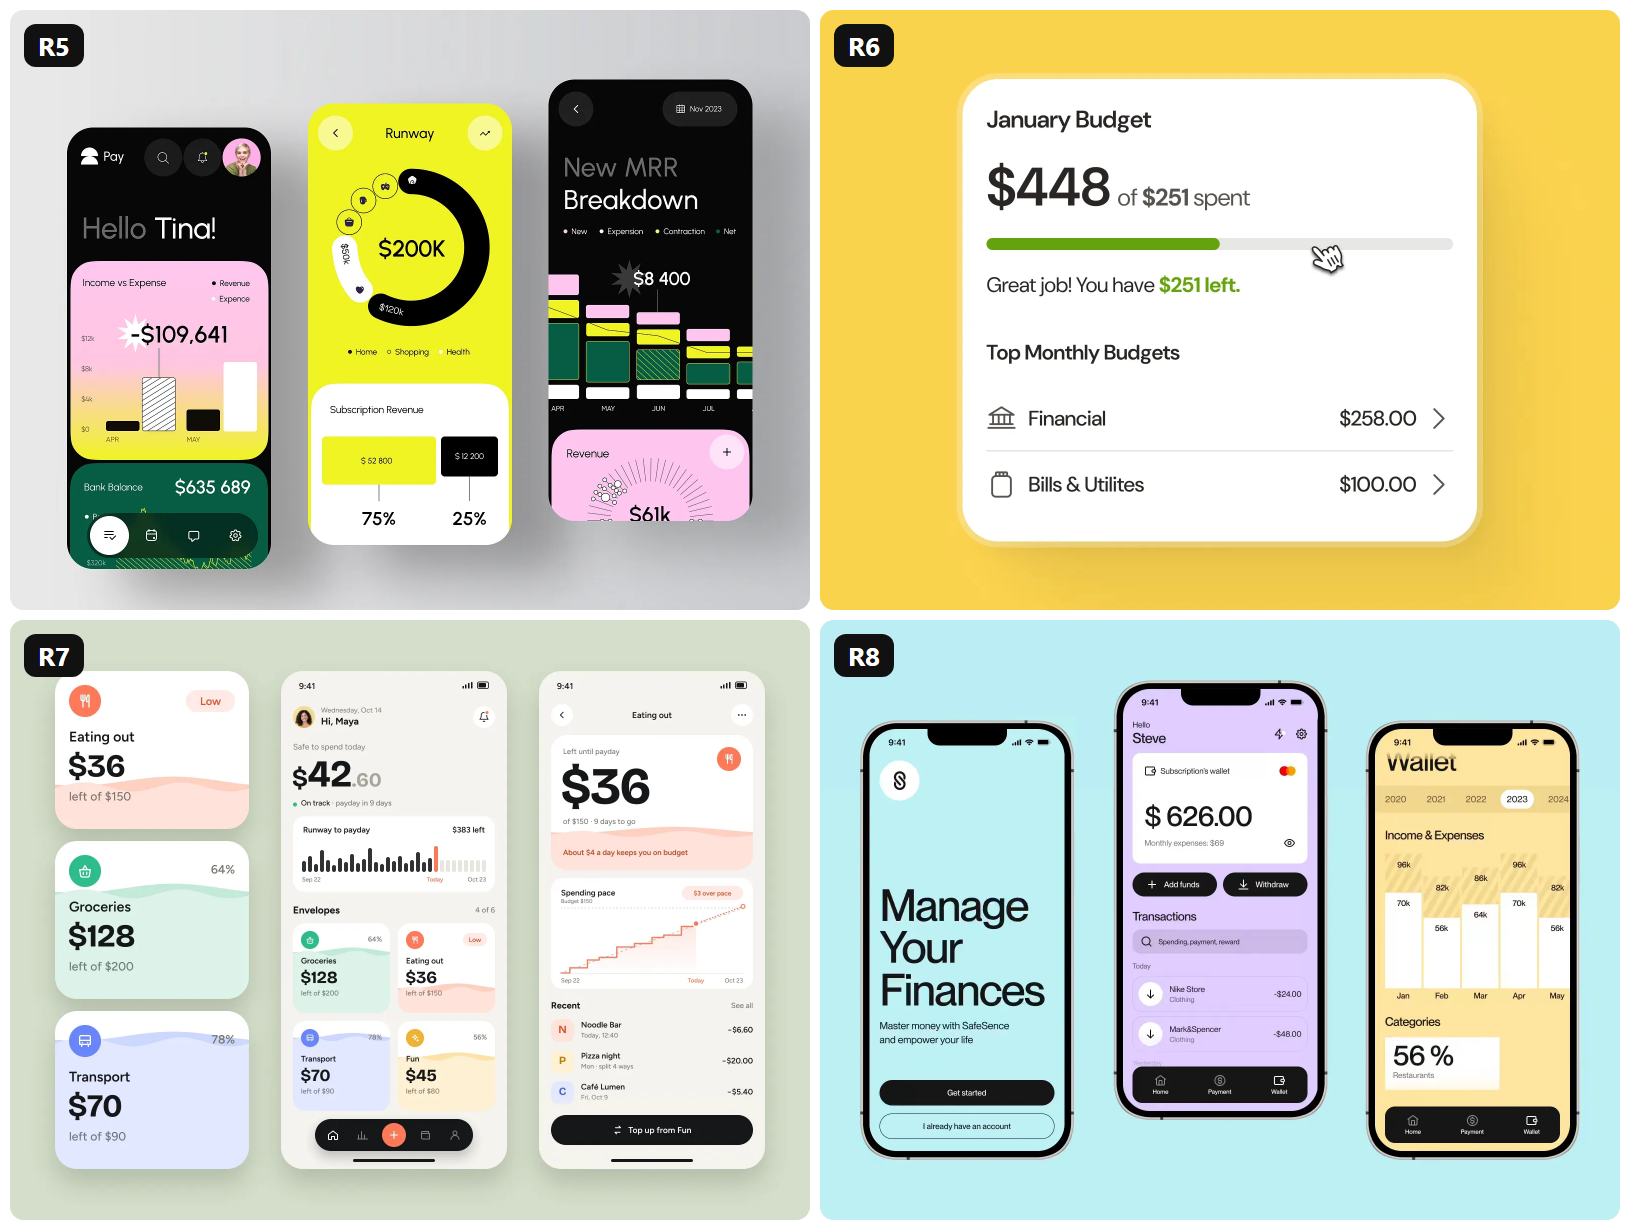 R5
Pay
Hello Tina!
Income vs Expense
Revenue
Expence
-$109,641
$12k
$8k
$4k
$0
APR
MAY
Bank Balance
$635 689
$320k
Runway
$200K
$50k
$120k
Home
Shopping
Health
Subscription Revenue
$ 52 800
$ 12 200
75%
25%
Nov 2023
New MRR
Breakdown
New
Expension
Contraction
Net
$8 400
APR
MAY
JUN
JUL
Revenue
$61k
R6
January Budget
$448 of $251 spent
Great job! You have $251 left.
Top Monthly Budgets
Financial
$258.00
Bills & Utilites
$100.00
R7
Low
Eating out
$36
left of $150
64%
Groceries
$128
left of $200
78%
Transport
$70
left of $90
9:41
Wednesday, Oct 14
Hi, Maya
Safe to spend today
$42.60
On track · payday in 9 days
Runway to payday
$383 left
Sep 22
Today
Oct 23
Envelopes
4 of 6
64%
Groceries
$128
left of $200
Low
Eating out
$36
left of $150
78%
Transport
$70
left of $90
56%
Fun
$45
left of $80
9:41
Eating out
Left until payday
$36
of $150 · 9 days to go
About $4 a day keeps you on budget
Spending pace
Budget $150
$3 over pace
Sep 22
Today
Oct 23
Recent
See all
N
Noodle Bar
Today, 12:40
-$6.60
P
Pizza night
Mon · split 4 ways
-$20.00
C
Café Lumen
Fri, Oct 9
-$5.40
Top up from Fun
R8
9:41
Manage
Your
Finances
Master money with SafeSence
and empower your life
Get started
I already have an account
9:41
Hello
Steve
Subscription's wallet
$ 626.00
Monthly expenses: $69
Add funds
Withdraw
Transactions
Spending, payment, reward
Today
Nike Store
Clothing
-$24.00
Mark&Spencer
Clothing
-$48.00
Home
Payment
Wallet
9:41
Wallet
2020
2021
2022
2023
2024
Income & Expenses
96k
82k
86k
96k
82k
70k
56k
64k
70k
56k
Jan
Feb
Mar
Apr
May
Categories
56 %
Restaurants
Home
Payment
Wallet